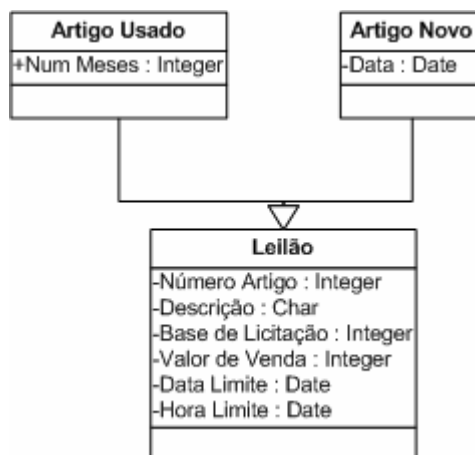 Artigo Usado
+Num Meses : Integer
Artigo Novo
-Data : Date
Leilão
-Número Artigo : Integer
-Descrição : Char
-Base de Licitação : Integer
-Valor de Venda : Integer
-Data Limite : Date
-Hora Limite : Date